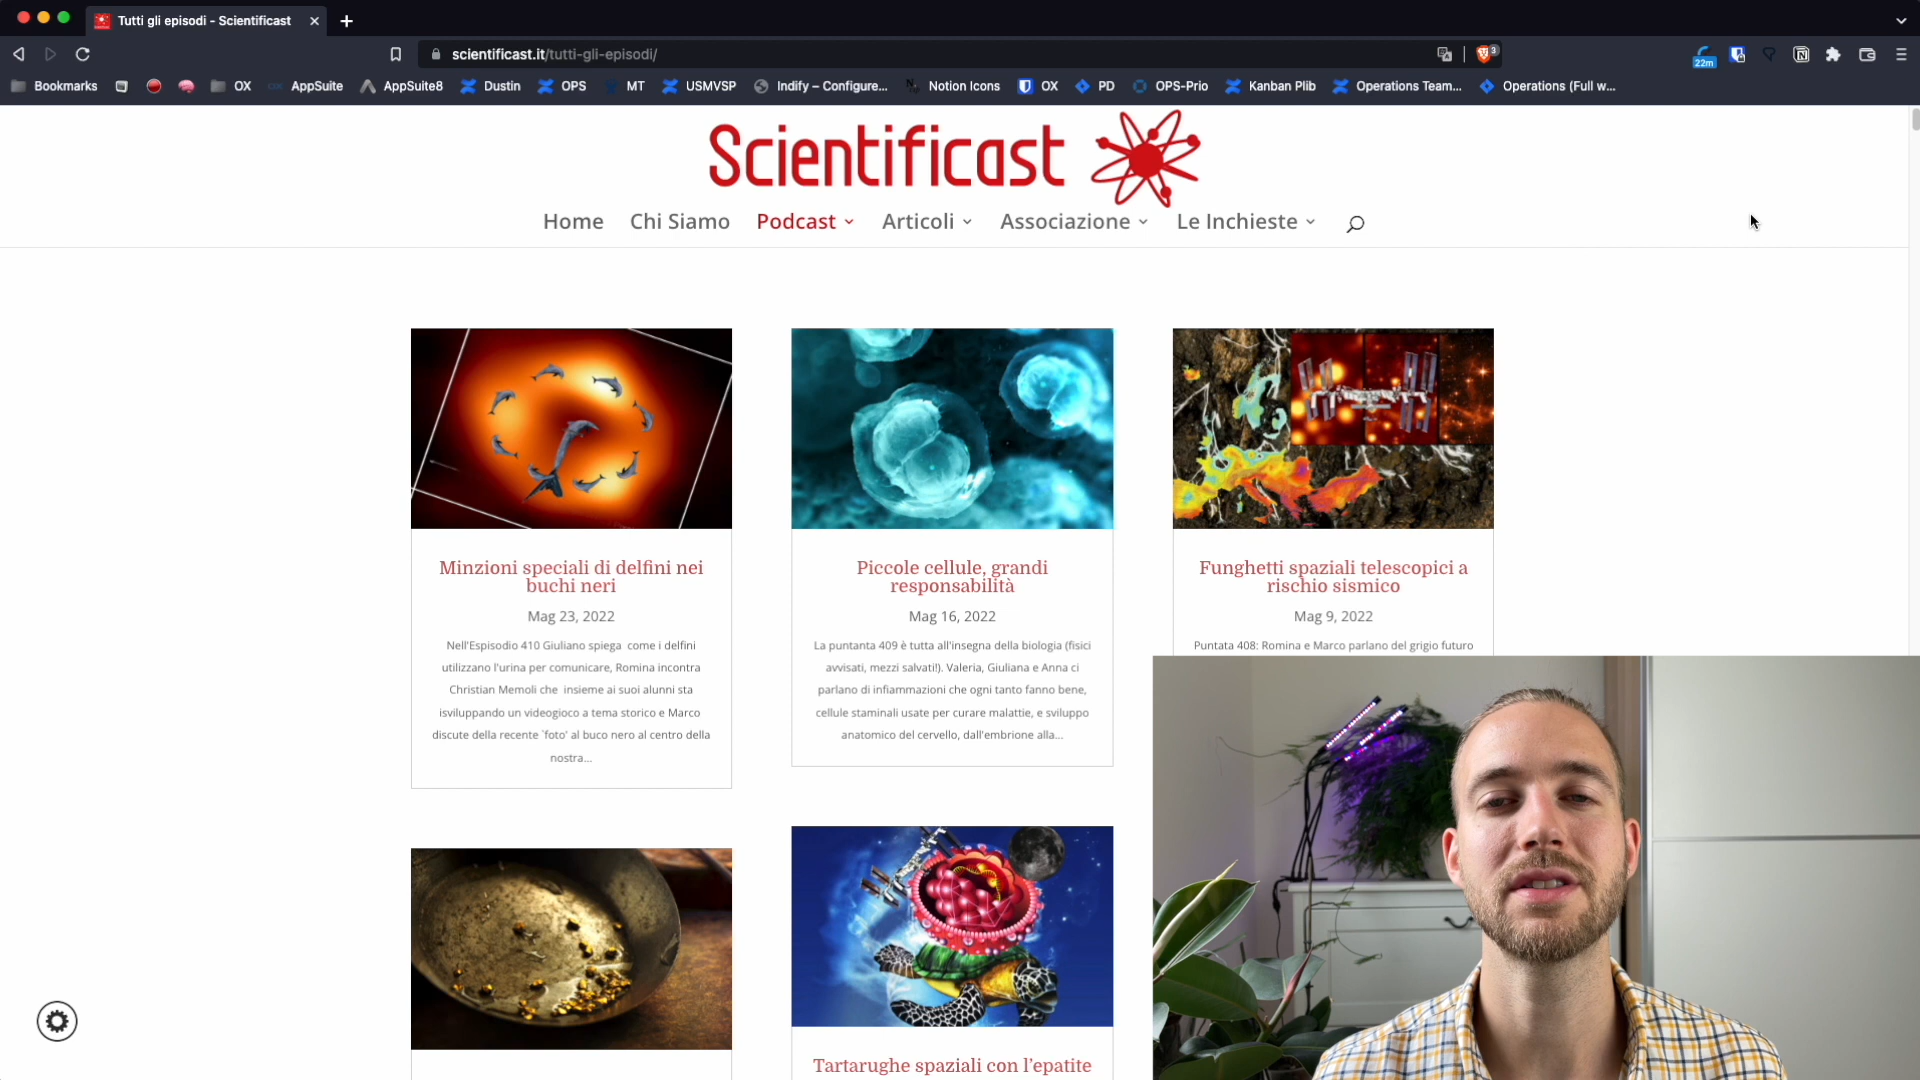 Tutti gli episodi - Scientificast
scientificast.it/tutti-gli-episodi/
3
22m
Bookmarks OX AppSuite AppSuite8 Dustin OPS MT USMVSP Indify – Configure... Notion Icons OX PD OPS-Prio Kanban Plib Operations Team... Operations (Full w...
Scientificast
Home Chi Siamo Podcast Articoli Associazione Le Inchieste
Minzioni speciali di delfini nei
buchi neri
Mag 23, 2022
Nell'Espisodio 410 Giuliano spiega come i delfini
utilizzano l'urina per comunicare, Romina incontra
Christian Memoli che insieme ai suoi alunni sta
isviluppando un videogioco a tema storico e Marco
discute della recente `foto' al buco nero al centro della
nostra...
Piccole cellule, grandi
responsabilità
Mag 16, 2022
La puntanta 409 è tutta all'insegna della biologia (fisici
avvisati, mezzi salvati!). Valeria, Giuliana e Anna ci
parlano di infiammazioni che ogni tanto fanno bene,
cellule staminali usate per curare malattie, e sviluppo
anatomico del cervello, dall'embrione alla...
Funghetti spaziali telescopici a
rischio sismico
Mag 9, 2022
Puntata 408: Romina e Marco parlano del grigio futuro
Tartarughe spaziali con l'epatite